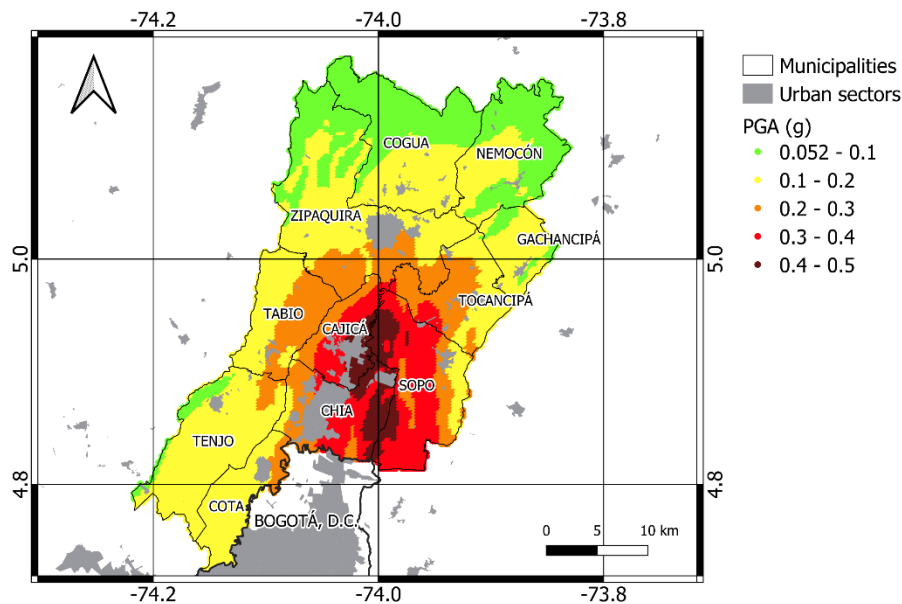 -74.2
-74.0
-73.8
Municipalities
Urban sectors
PGA (g)
0.052 - 0.1
0.1 - 0.2
0.2 - 0.3
0.3 - 0.4
0.4 - 0.5
COGUA
NEMOCÓN
ZIPAQUIRA
GACHANCIPÁ
5.0
5.0
TOCANCIPÁ
TABIO
CAJICÁ
SOPO
CHIA
TENJO
4.8
4.8
COTA
BOGOTÁ, D.C.
0
5
10 km
-74.2
-74.0
-73.8